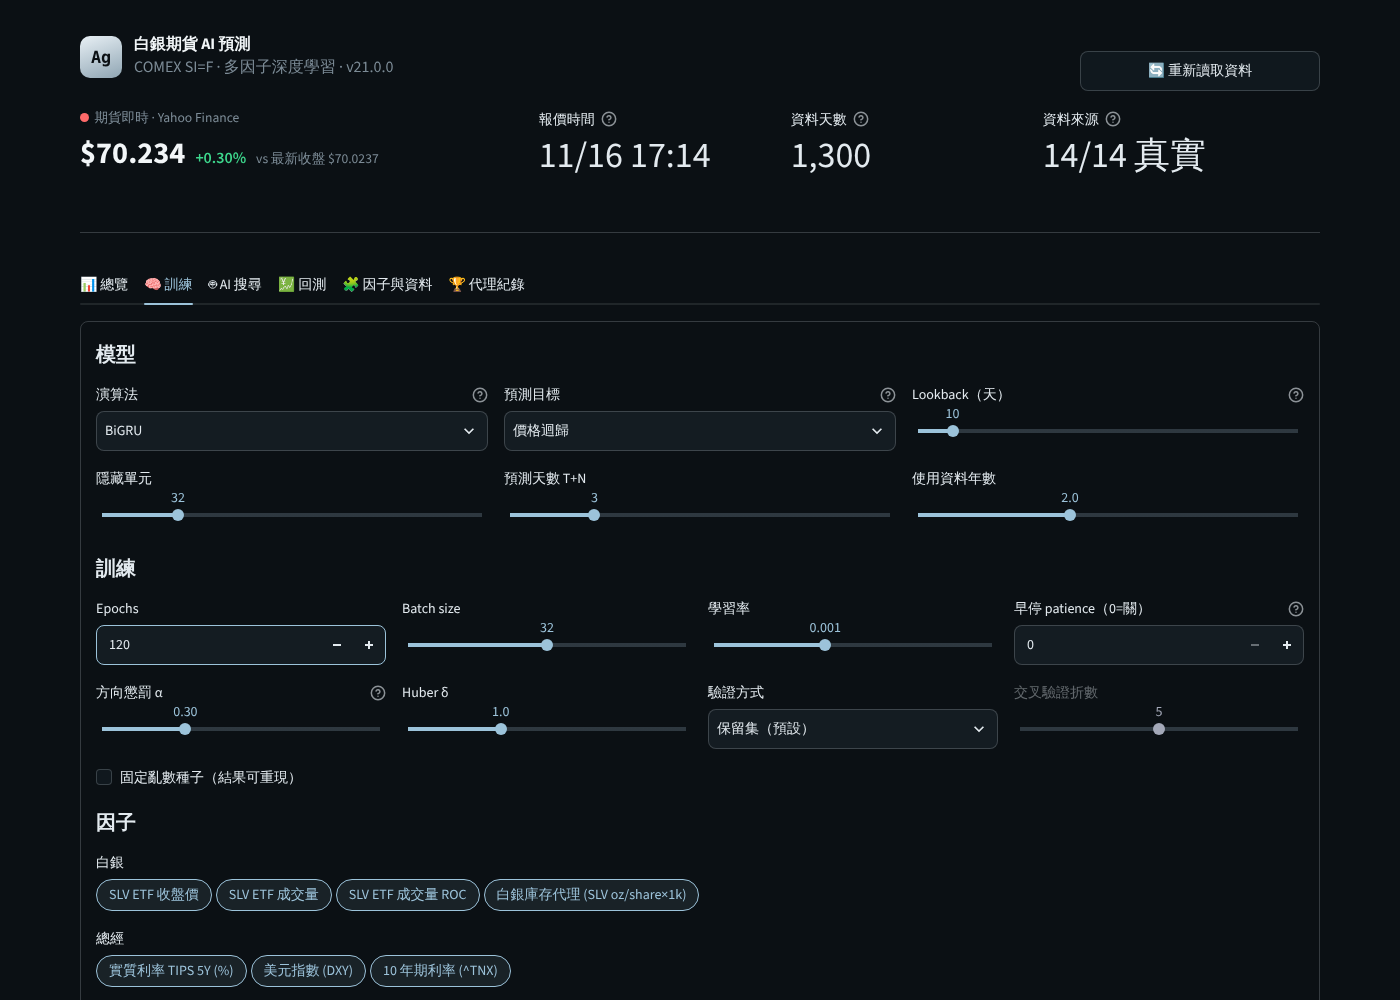 Ag
白銀期貨 AI 預測
COMEX SI=F · 多因子深度學習 · v21.0.0
重新讀取資料
期貨即時 · Yahoo Finance
$70.234 +0.30% vs 最新收盤 $70.0237
報價時間
11/16 17:14
資料天數
1,300
資料來源
14/14 真實
總覽 訓練 AI 搜尋 回測 因子與資料 代理紀錄
模型
演算法 預測目標 Lookback（天）
10
BiGRU 價格迴歸
隱藏單元 預測天數 T+N 使用資料年數
32 3 2.0
訓練
Epochs Batch size 學習率 早停 patience（0=關）
32 0.001
120 0
方向懲罰 α Huber δ 驗證方式 交叉驗證折數
0.30 1.0 5
保留集（預設）
固定亂數種子（結果可重現）
因子
白銀
SLV ETF 收盤價 SLV ETF 成交量 SLV ETF 成交量 ROC 白銀庫存代理 (SLV oz/share×1k)
總經
實質利率 TIPS 5Y (%) 美元指數 (DXY) 10 年期利率 (^TNX)